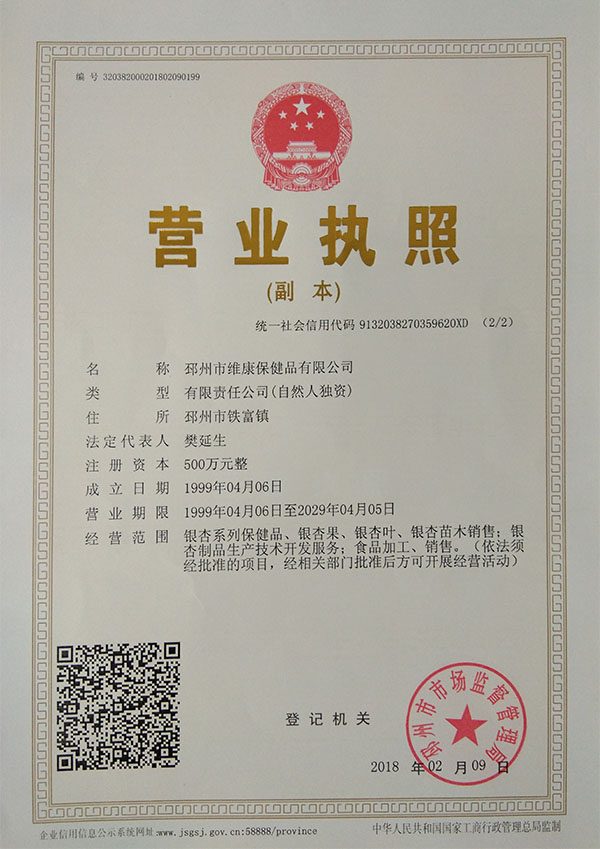 编 号 320382000201802090199
营业执照
(副 本)
统一社会信用代码 9132038270359620XD （2/2）
名 称 邳州市维康保健品有限公司
类 型 有限责任公司(自然人独资)
住 所 邳州市铁富镇
法定代表人 樊延生
注册资本 500万元整
成立日期 1999年04月06日
营业期限 1999年04月06日至2029年04月05日
经营范围 银杏系列保健品、银杏果、银杏叶、银杏苗木销售；银
杏制品生产技术开发服务；食品加工、销售。（依法须
经批准的项目，经相关部门批准后方可开展经营活动）
邳州市市场监督管理局
登记机关
2018 年 02 月 09 日
企业信用信息公示系统网址:www.jsgsj.gov.cn:58888/province
中华人民共和国国家工商行政管理总局监制